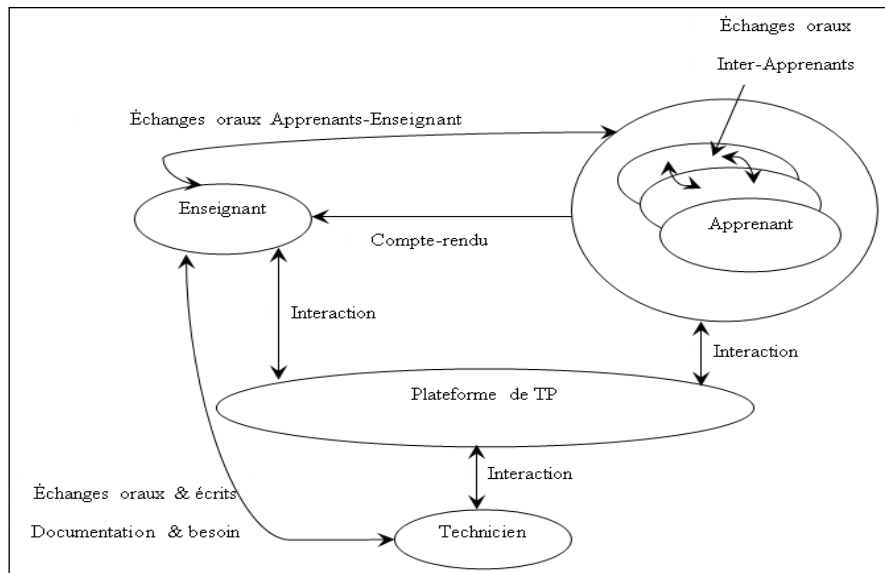 Échanges oraux
Inter-Apprenants
Échanges oraux Apprenants-Enseignant
Enseignant
Apprenant
Compte-rendu
Interaction
Interaction
Plateforme de TP
Interaction
Échanges oraux & écrits
Documentation & besoin
Technicien